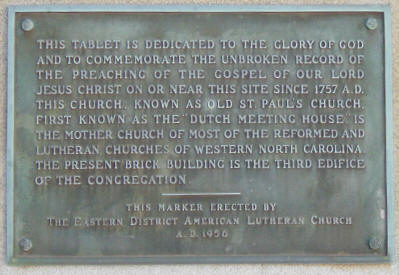 THIS TABLET IS DEDICATED TO THE GLORY OF GOD
AND TO COMMEMORATE THE UNBROKEN RECORD OF
THE PREACHING OF THE GOSPEL OF OUR LORD
JESUS CHRIST ON OR NEAR THIS SITE SINCE 1757 A.D.
THIS CHURCH, KNOWN AS OLD ST. PAUL'S CHURCH,
FIRST KNOWN AS THE "DUTCH MEETING HOUSE" IS
THE MOTHER CHURCH OF MOST OF THE REFORMED AND
LUTHERAN CHURCHES OF WESTERN NORTH CAROLINA.
THE PRESENT BRICK BUILDING IS THE THIRD EDIFICE
OF THE CONGREGATION.
THIS MARKER ERECTED BY
THE EASTERN DISTRICT AMERICAN LUTHERAN CHURCH
A.D. 1956